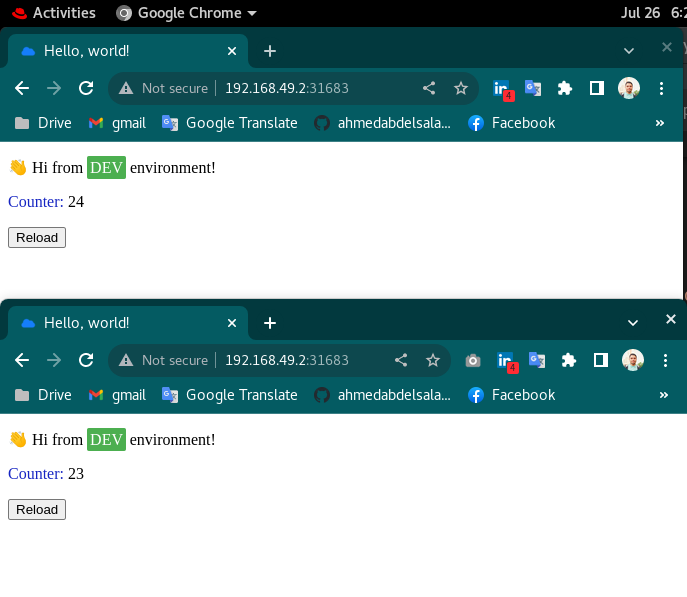 Activities Google Chrome Jul 26 6:2
Hello, world!
Not secure 192.168.49.2:31683
4
Drive gmail Google Translate ahmedabdelsala... Facebook »
👋 Hi from DEV environment!
Counter: 24
Reload
Hello, world!
Not secure 192.168.49.2:31683
4
Drive gmail Google Translate ahmedabdelsala... Facebook »
👋 Hi from DEV environment!
Counter: 23
Reload